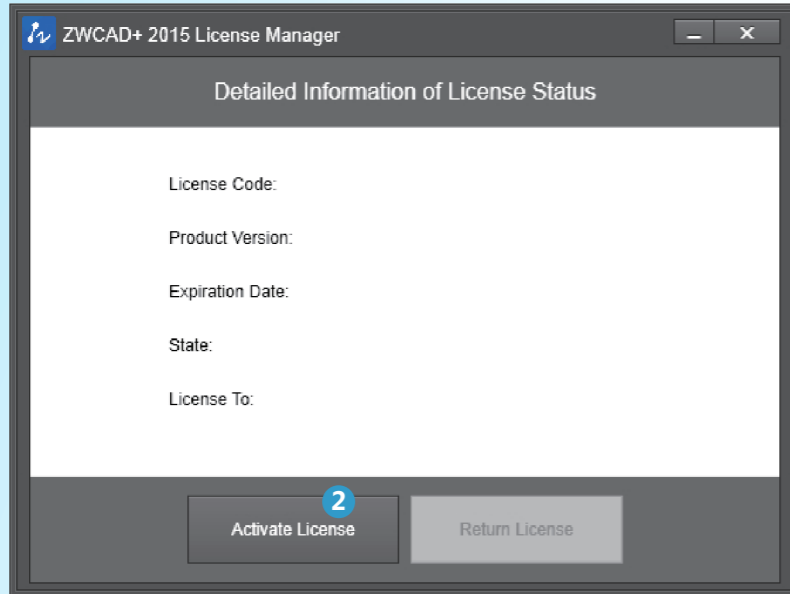 ZWCAD+ 2015 License Manager
Detailed Information of License Status
License Code:
Product Version:
Expiration Date:
State:
License To:
2
Activate License
Return License